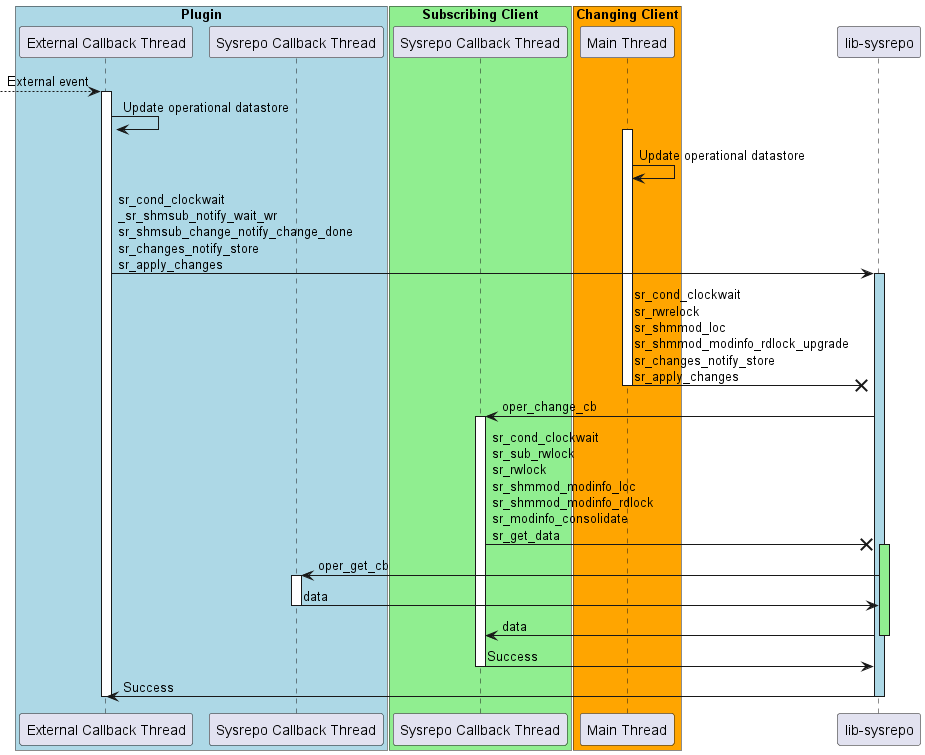 Plugin
Subscribing Client
Changing Client
External Callback Thread
Sysrepo Callback Thread
Sysrepo Callback Thread
Main Thread
lib-sysrepo
External event
Update operational datastore
Update operational datastore
sr_cond_clockwait
_sr_shmsub_notify_wait_wr
sr_shmsub_change_notify_change_done
sr_changes_notify_store
sr_apply_changes
sr_cond_clockwait
sr_rwrelock
sr_shmmod_loc
sr_shmmod_modinfo_rdlock_upgrade
sr_changes_notify_store
sr_apply_changes
oper_change_cb
sr_cond_clockwait
sr_sub_rwlock
sr_rwlock
sr_shmmod_modinfo_loc
sr_shmmod_modinfo_rdlock
sr_modinfo_consolidate
sr_get_data
oper_get_cb
data
data
Success
Success
External Callback Thread
Sysrepo Callback Thread
Sysrepo Callback Thread
Main Thread
lib-sysrepo